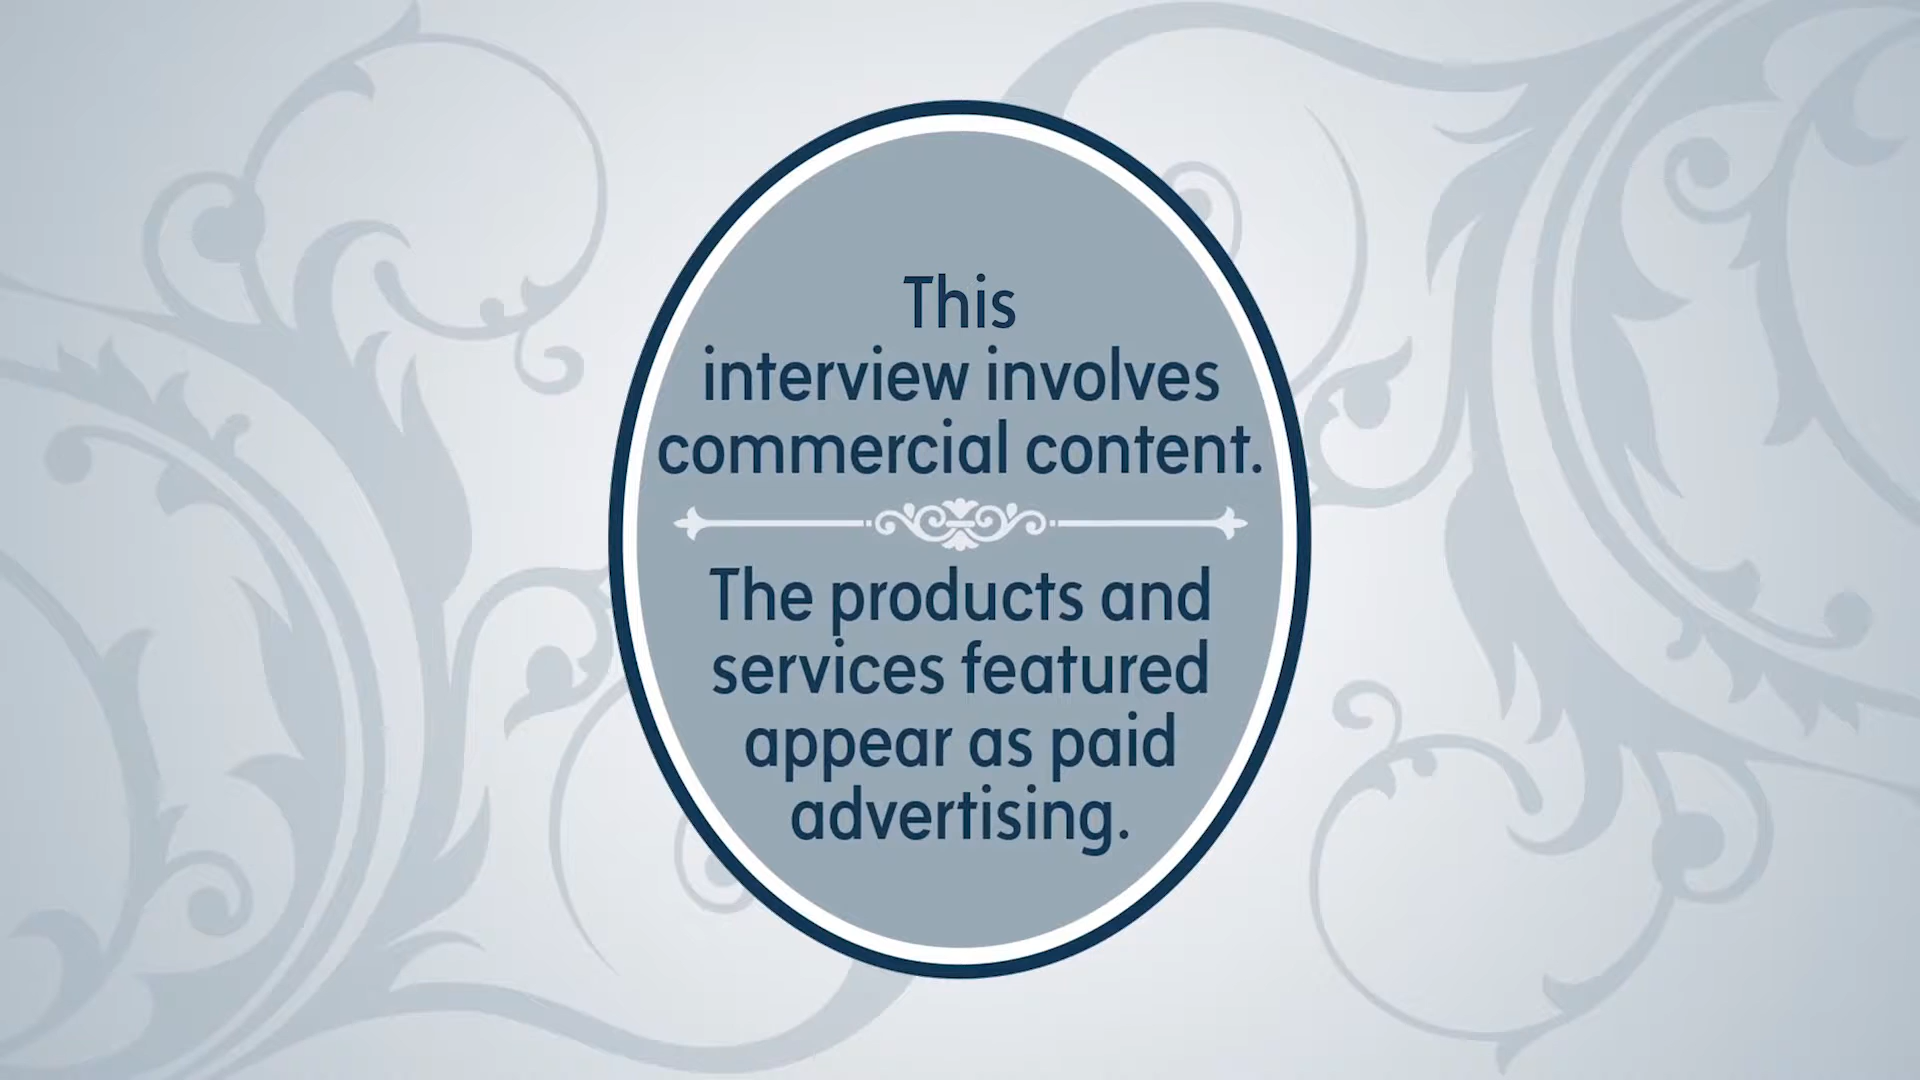 This
interview involves
commercial content.
The products and
services featured
appear as paid
advertising.